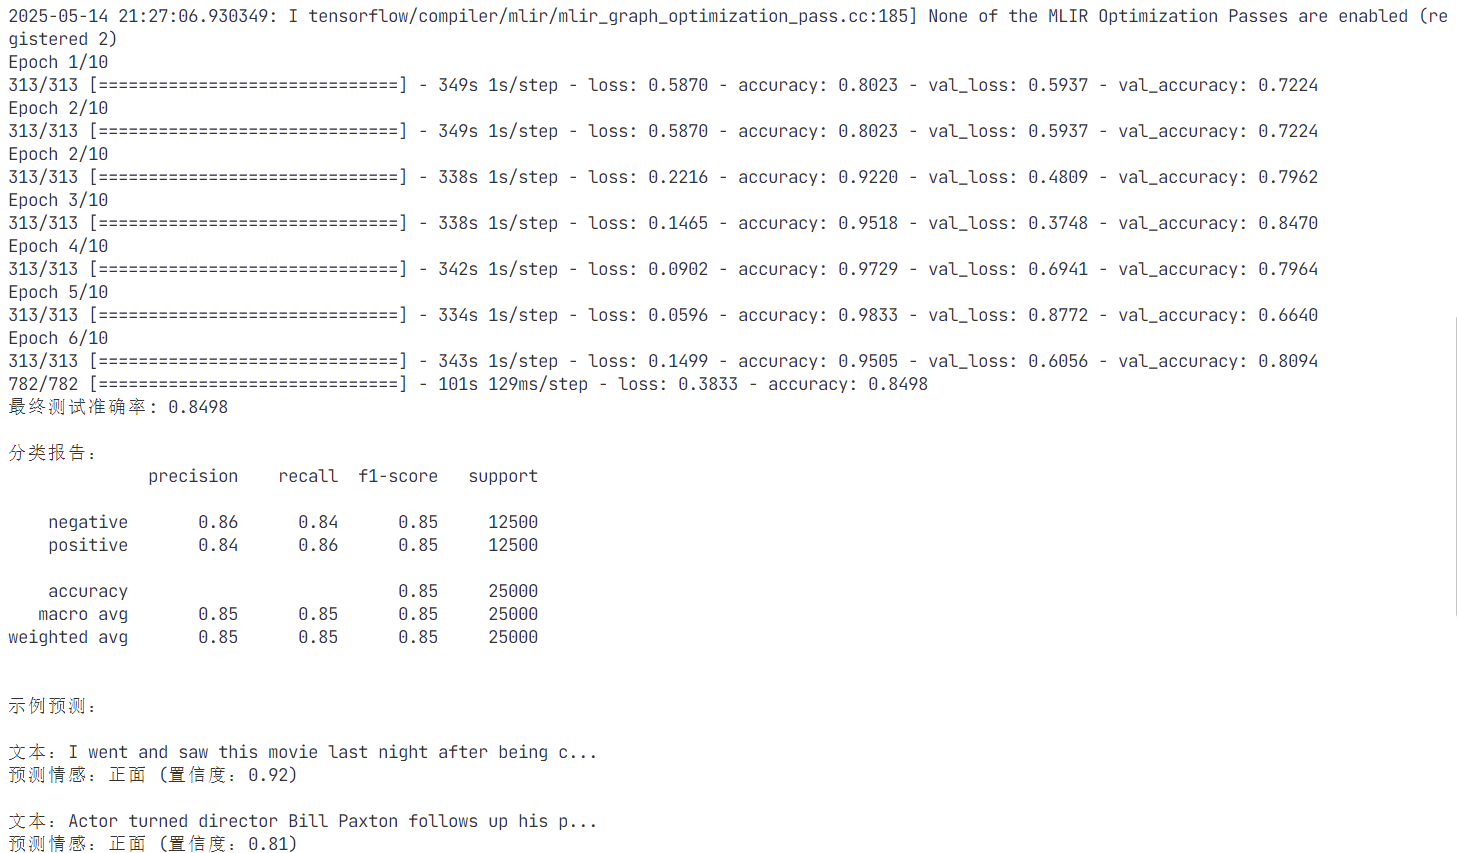 2025-05-14 21:27:06.930349: I tensorflow/compiler/mlir/mlir_graph_optimization_pass.cc:185] None of the MLIR Optimization Passes are enabled (re
gistered 2)
Epoch 1/10
313/313 [==============================] - 349s 1s/step - loss: 0.5870 - accuracy: 0.8023 - val_loss: 0.5937 - val_accuracy: 0.7224
Epoch 2/10
313/313 [==============================] - 349s 1s/step - loss: 0.5870 - accuracy: 0.8023 - val_loss: 0.5937 - val_accuracy: 0.7224
Epoch 2/10
313/313 [==============================] - 338s 1s/step - loss: 0.2216 - accuracy: 0.9220 - val_loss: 0.4809 - val_accuracy: 0.7962
Epoch 3/10
313/313 [==============================] - 338s 1s/step - loss: 0.1465 - accuracy: 0.9518 - val_loss: 0.3748 - val_accuracy: 0.8470
Epoch 4/10
313/313 [==============================] - 342s 1s/step - loss: 0.0902 - accuracy: 0.9729 - val_loss: 0.6941 - val_accuracy: 0.7964
Epoch 5/10
313/313 [==============================] - 334s 1s/step - loss: 0.0596 - accuracy: 0.9833 - val_loss: 0.8772 - val_accuracy: 0.6640
Epoch 6/10
313/313 [==============================] - 343s 1s/step - loss: 0.1499 - accuracy: 0.9505 - val_loss: 0.6056 - val_accuracy: 0.8094
782/782 [==============================] - 101s 129ms/step - loss: 0.3833 - accuracy: 0.8498
最终测试准确率: 0.8498
分类报告:
precision recall f1-score support
negative 0.86 0.84 0.85 12500
positive 0.84 0.86 0.85 12500
accuracy 0.85 25000
macro avg 0.85 0.85 0.85 25000
weighted avg 0.85 0.85 0.85 25000
示例预测:
文本: I went and saw this movie last night after being c...
预测情感: 正面 (置信度: 0.92)
文本: Actor turned director Bill Paxton follows up his p...
预测情感: 正面 (置信度: 0.81)